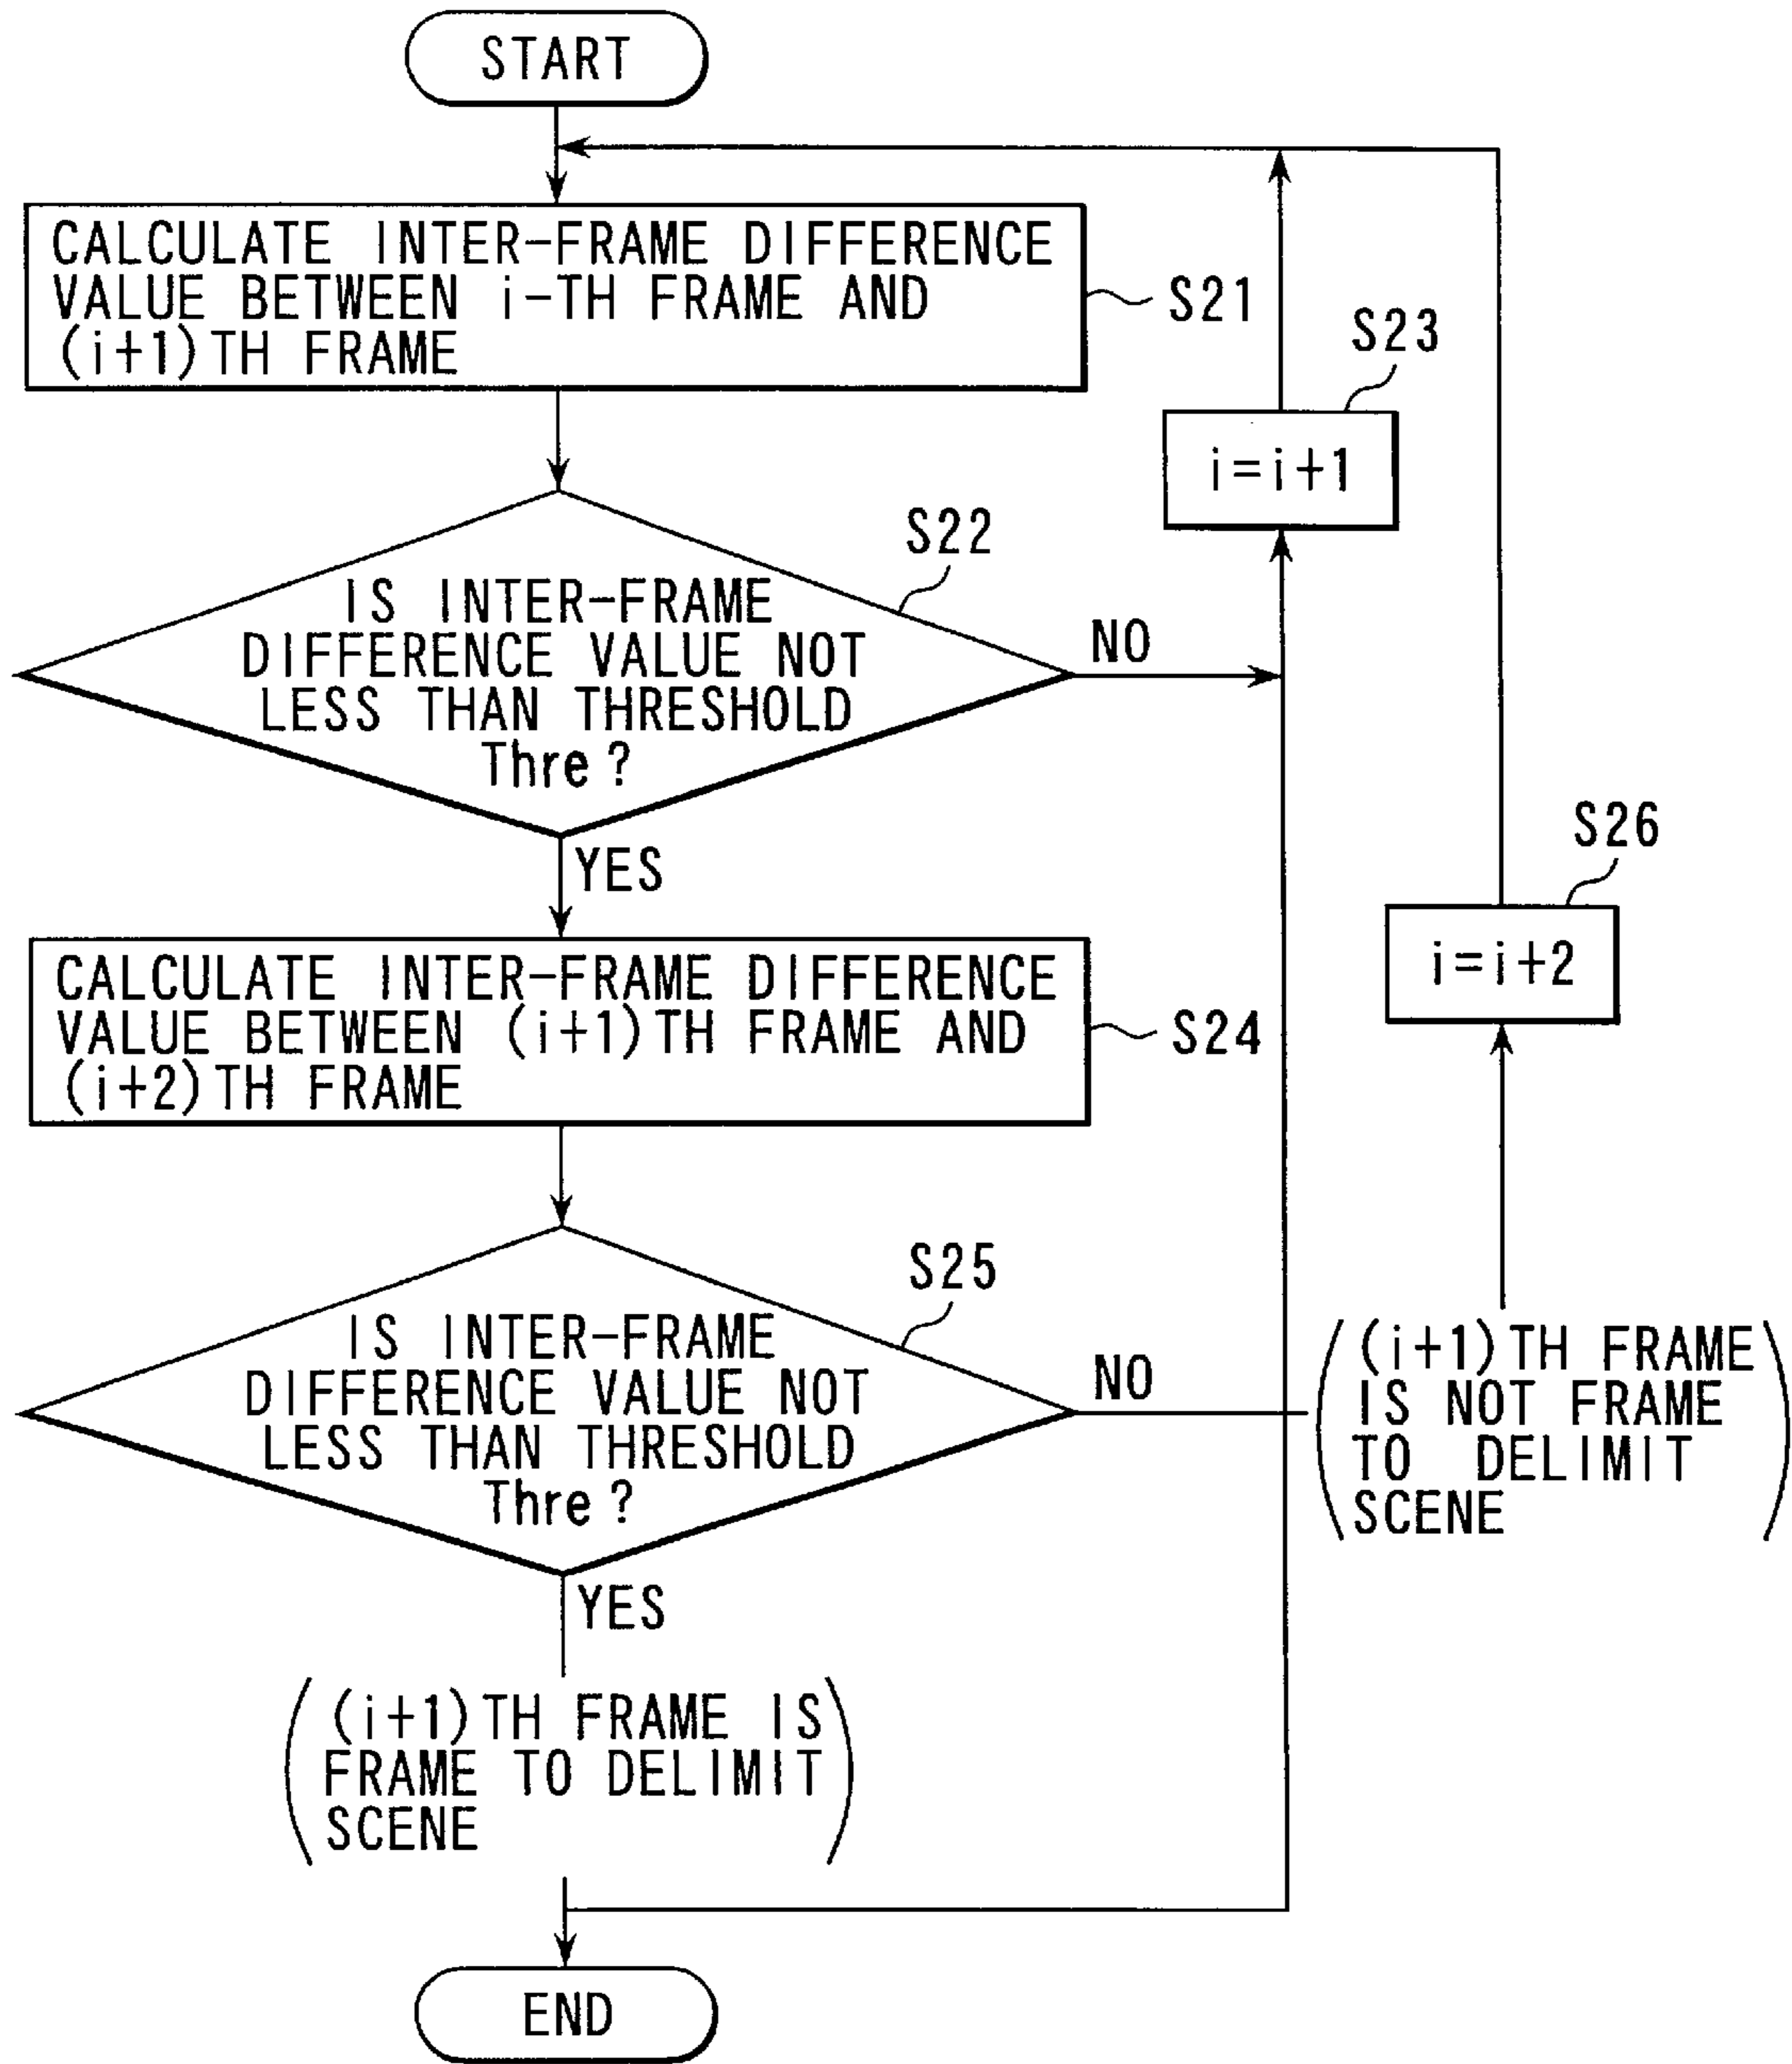 START
CALCULATE INTER-FRAME DIFFERENCE
VALUE BETWEEN i-TH FRAME AND
(i+1)TH FRAME
S21
S23
i=i+1
S22
IS INTER-FRAME
DIFFERENCE VALUE NOT
LESS THAN THRESHOLD
Thre?
NO
YES
S26
i=i+2
CALCULATE INTER-FRAME DIFFERENCE
VALUE BETWEEN (i+1)TH FRAME AND
(i+2)TH FRAME
S24
S25
IS INTER-FRAME
DIFFERENCE VALUE NOT
LESS THAN THRESHOLD
Thre?
NO
((i+1)TH FRAME
IS NOT FRAME
TO DELIMIT
SCENE)
YES
((i+1)TH FRAME IS
FRAME TO DELIMIT
SCENE)
END